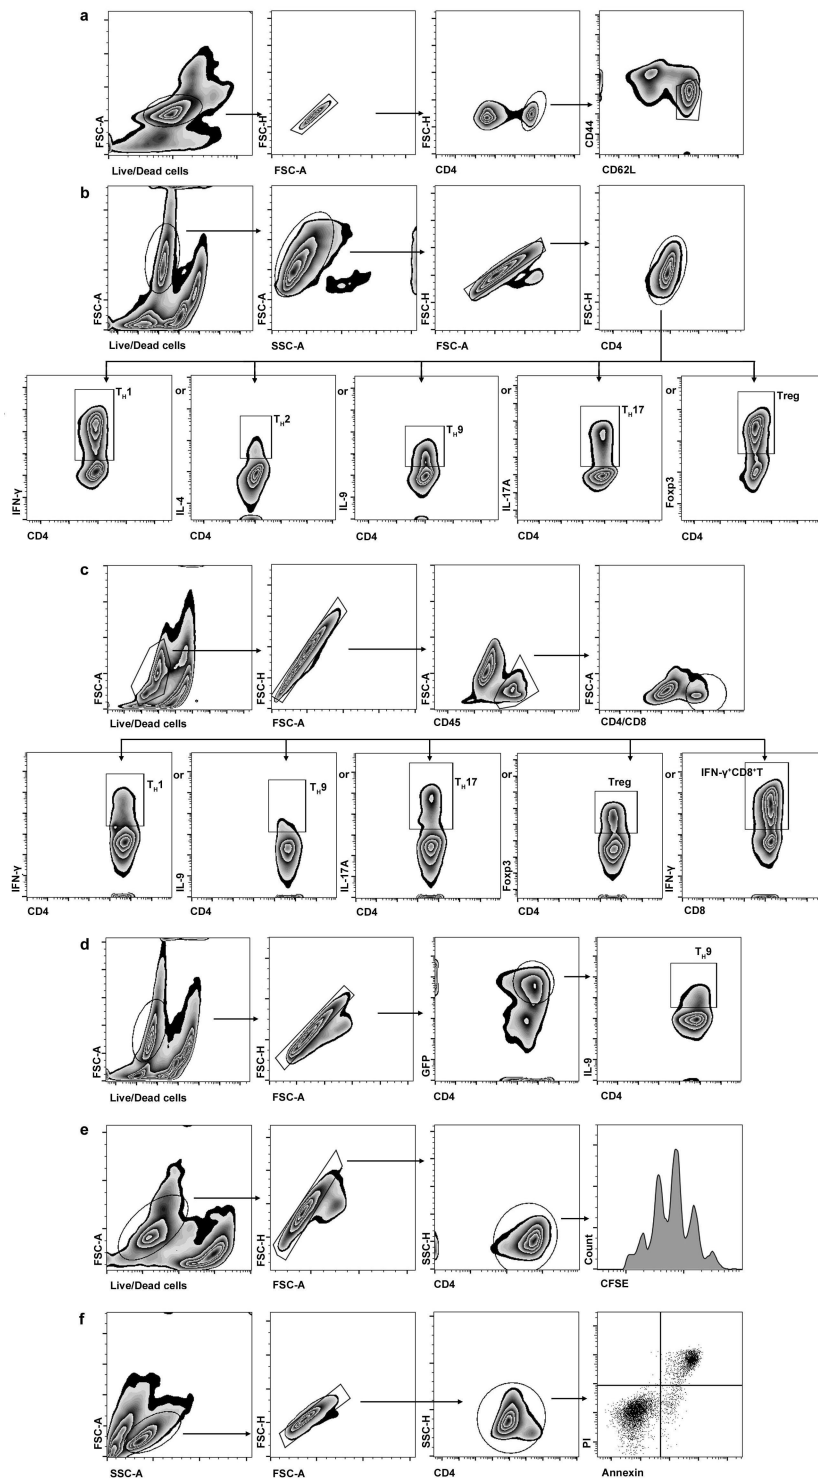 a
FSC-A
FSC-H
FSC-H
CD44
Live/Dead cells
FSC-A
CD4
CD62L
b
FSC-A
FSC-A
FSC-H
FSC-H
Live/Dead cells
SSC-A
FSC-A
CD4
TH1
or
TH2
or
TH9
or
TH17
or
Treg
IFN-γ
IL-4
IL-9
IL-17A
Foxp3
CD4
CD4
CD4
CD4
CD4
c
FSC-A
FSC-H
FSC-A
FSC-A
Live/Dead cells
FSC-A
CD45
CD4/CD8
TH1
or
TH9
or
TH17
or
Treg
or
IFN-γ+CD8+T
IFN-γ
IL-9
IL-17A
Foxp3
IFN-γ
CD4
CD4
CD4
CD4
CD8
d
TH9
FSC-A
FSC-H
GFP
IL-9
Live/Dead cells
FSC-A
CD4
CD4
e
FSC-A
FSC-H
SSC-H
Count
Live/Dead cells
FSC-A
CD4
CFSE
f
FSC-A
FSC-H
SSC-H
PI
SSC-A
FSC-A
CD4
Annexin